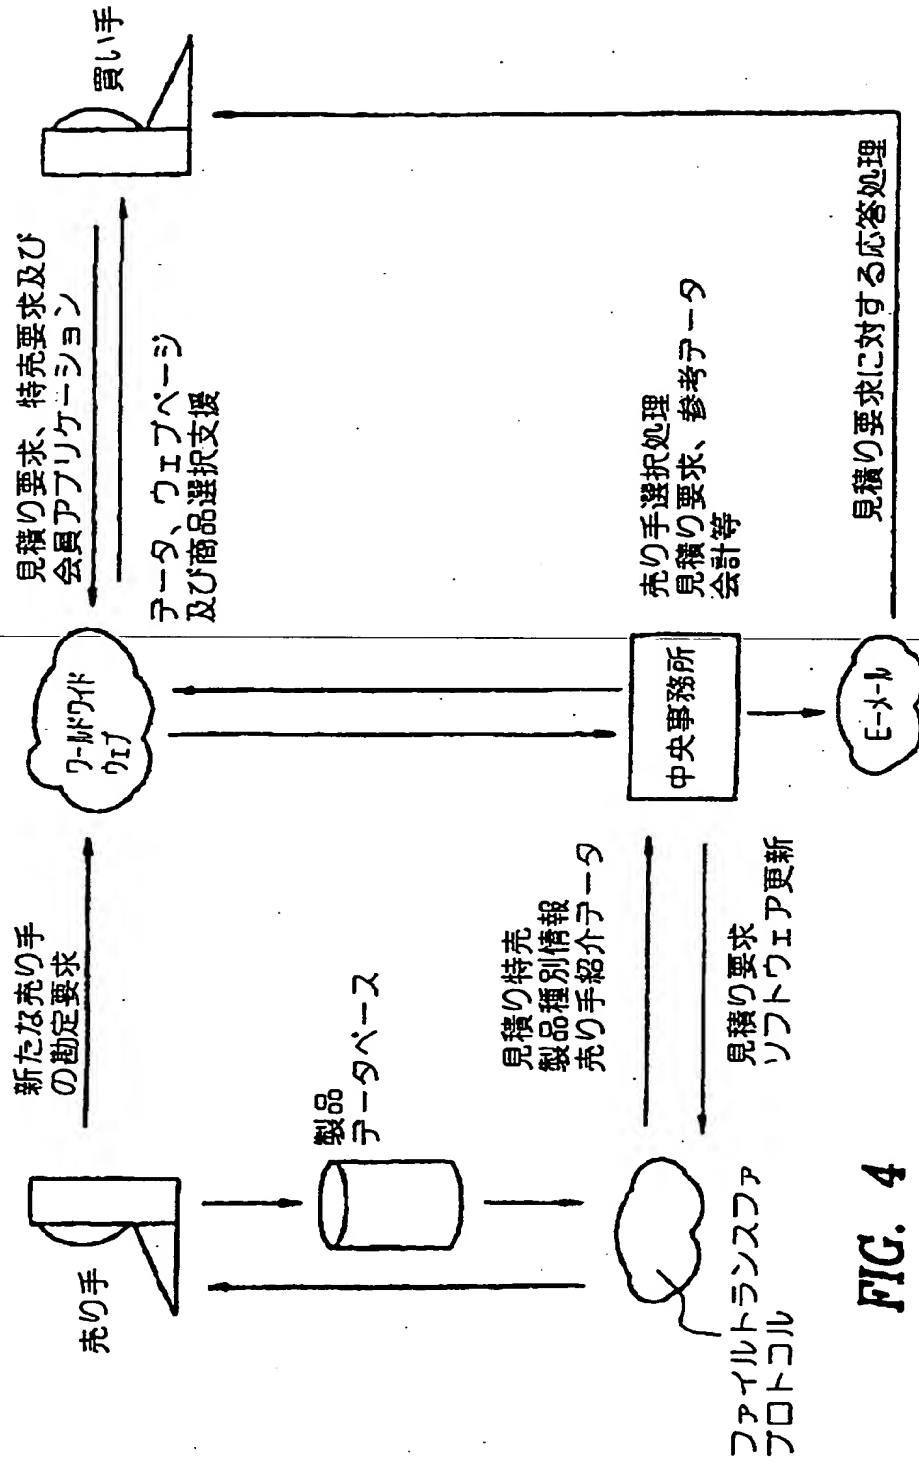 売り手
新たな売り手
の勘定要求
ワールドワイド
ウェブ
見積り要求、特売要求及び
会員アプリケーション
買い手
データ、ウェブページ
及び商品選択支援
製品
データベース
見積り特売
製品種別情報
売り手紹介データ
中央事務所
売り手選択処理
見積り要求、参考データ
会計等
ファイルトランスファ
プロトコル
見積り要求
ソフトウェア更新
E-メール
見積り要求に対する応答処理
FIG. 4